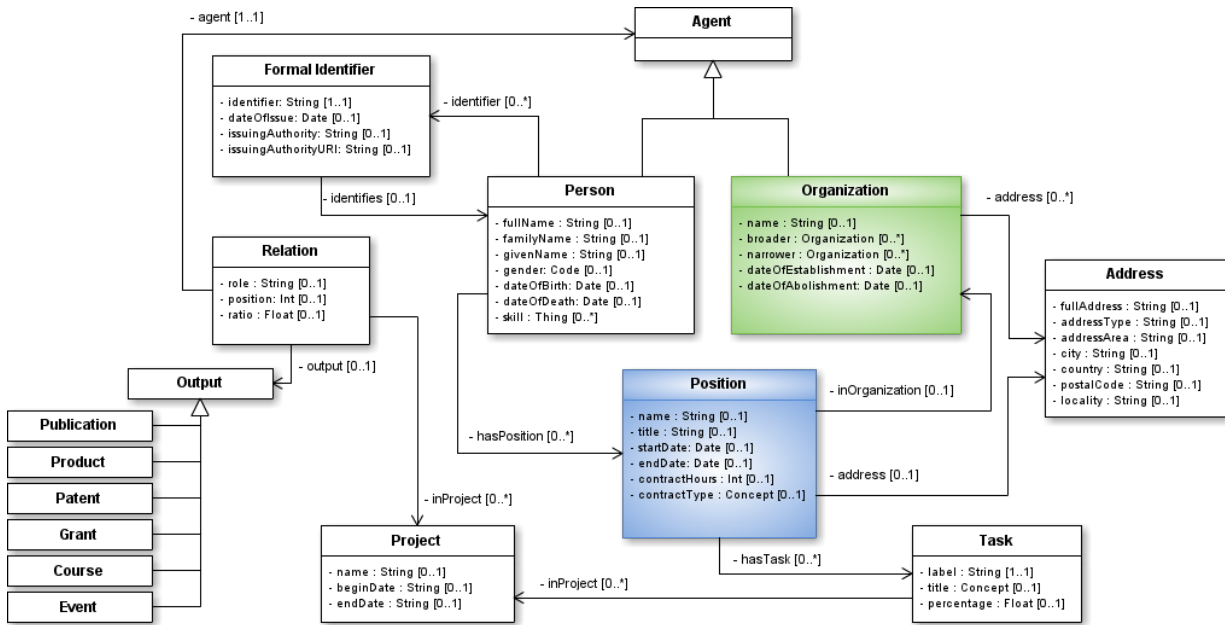 - agent [1..1]
Agent
Formal Identifier
- identifier: String [1..1]
- dateOfIssue: Date [0..1]
- issuingAuthority: String [0..1]
- issuingAuthorityURI: String [0..1]
- identifier [0..*]
- identifies [0..1]
Person
- fullName : String [0..1]
- familyName : String [0..1]
- givenName : String [0..1]
- gender: Code [0..1]
- dateOfBirth: Date [0..1]
- dateOfDeath: Date [0..1]
- skill : Thing [0..*]
Organization
- name : String [0..1]
- broader : Organization [0..*]
- narrower : Organization [0..*]
- dateOfEstablishment : Date [0..1]
- dateOfAbolishment: Date [0..1]
- address [0..*]
Relation
- role : String [0..1]
- position: Int [0..1]
- ratio : Float [0..1]
Address
- fullAddress : String [0..1]
- addressType : String [0..1]
- addressArea : String [0..1]
- city : String [0..1]
- country : String [0..1]
- postalCode : String [0..1]
- locality : String [0..1]
- output [0..1]
Output
Publication
Product
Patent
Grant
Course
Event
- hasPosition [0..*]
Position
- name : String [0..1]
- title : String [0..1]
- startDate: Date [0..1]
- endDate: Date [0..1]
- contractHours : Int [0..1]
- contractType : Concept [0..1]
- inOrganization [0..1]
- address [0..1]
- inProject [0..*]
Project
- name : String [0..1]
- beginDate : String [0..1]
- endDate : String [0..1]
- hasTask [0..*]
- inProject [0..*]
Task
- label : String [1..1]
- title : Concept [0..1]
- percentage : Float [0..1]